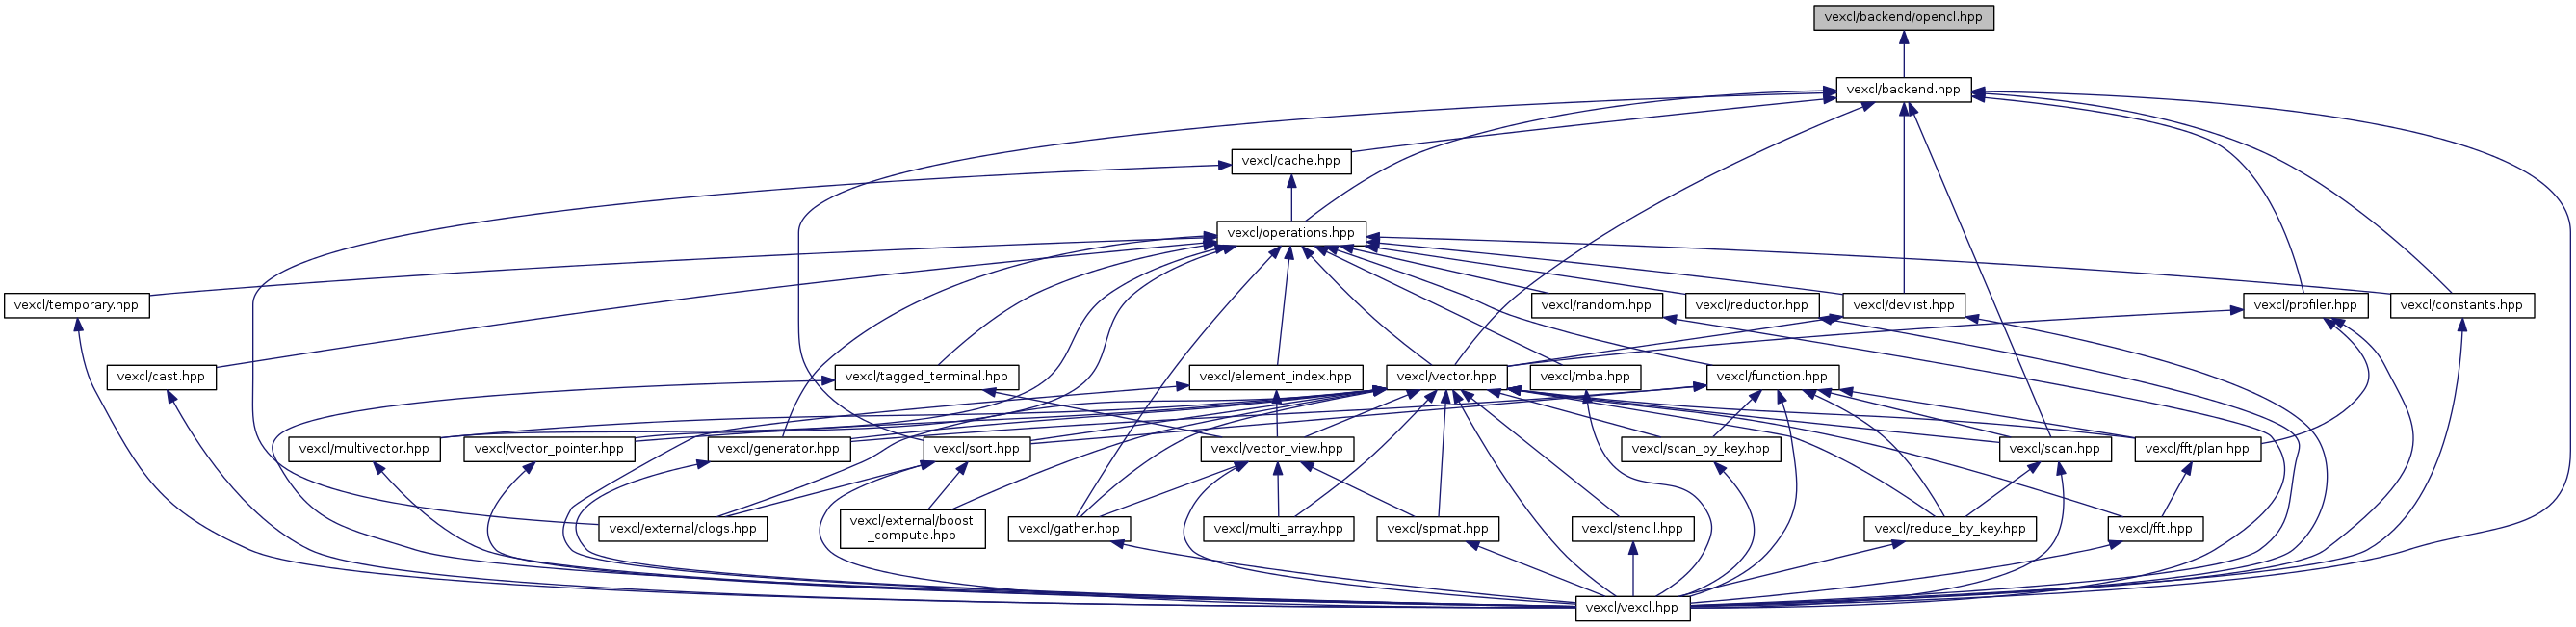 vexcl/backend/opencl.hpp
vexcl/backend.hpp
vexcl/cache.hpp
vexcl/operations.hpp
vexcl/temporary.hpp
vexcl/random.hpp
vexcl/reductor.hpp
vexcl/devlist.hpp
vexcl/profiler.hpp
vexcl/constants.hpp
vexcl/cast.hpp
vexcl/tagged_terminal.hpp
vexcl/element_index.hpp
vexcl/vector.hpp
vexcl/mba.hpp
vexcl/function.hpp
vexcl/multivector.hpp
vexcl/vector_pointer.hpp
vexcl/generator.hpp
vexcl/sort.hpp
vexcl/vector_view.hpp
vexcl/scan_by_key.hpp
vexcl/scan.hpp
vexcl/fft/plan.hpp
vexcl/external/clogs.hpp
vexcl/external/boost
_compute.hpp
vexcl/gather.hpp
vexcl/multi_array.hpp
vexcl/spmat.hpp
vexcl/stencil.hpp
vexcl/reduce_by_key.hpp
vexcl/fft.hpp
vexcl/vexcl.hpp